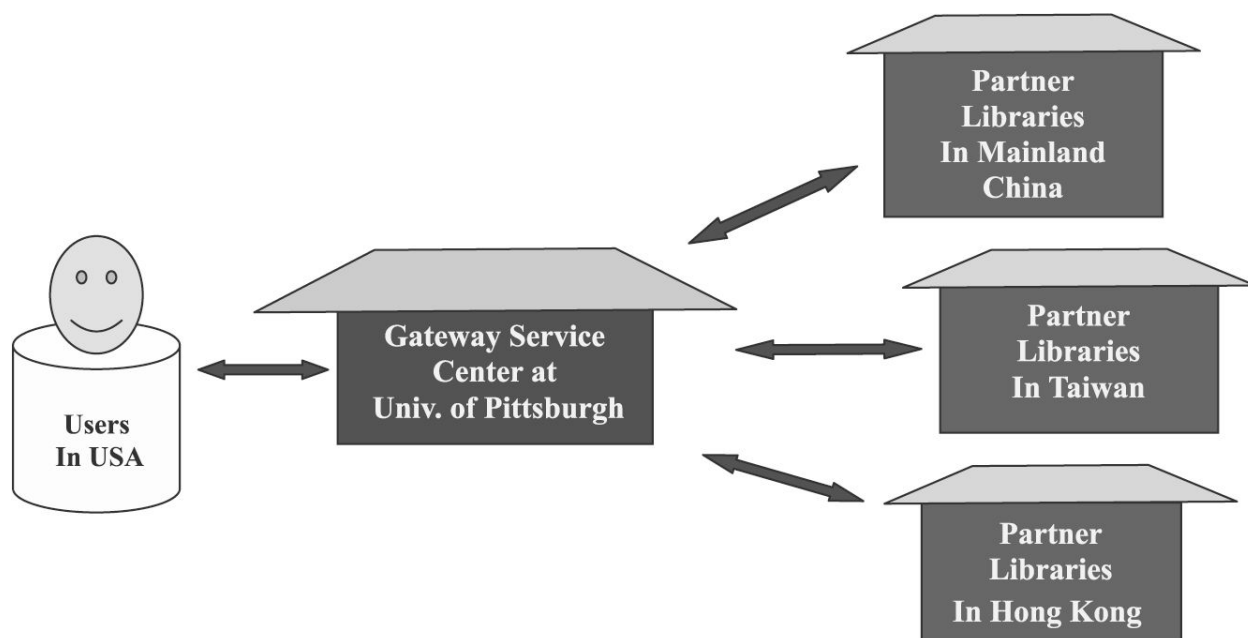 Users
In USA
Gateway Service
Center at
Univ. of Pittsburgh
Partner
Libraries
In Mainland
China
Partner
Libraries
In Taiwan
Partner
Libraries
In Hong Kong